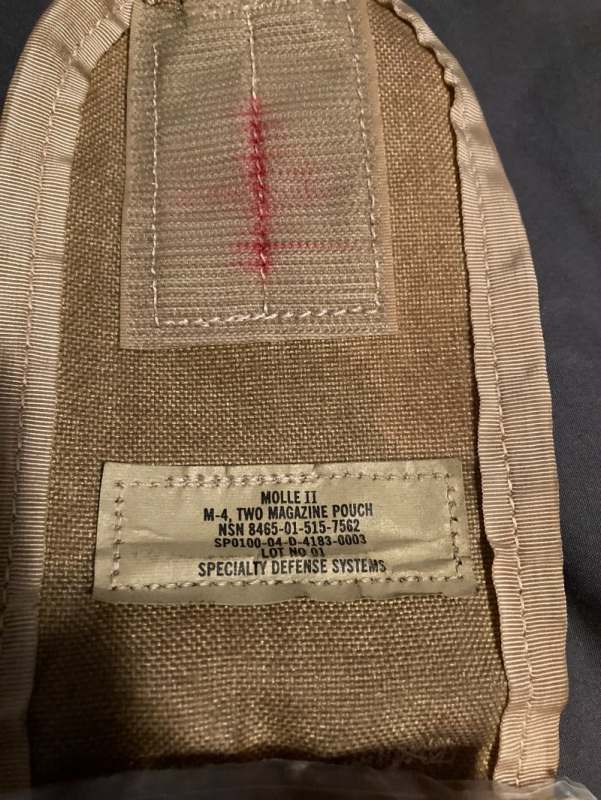 MOLLE II
M-4, TWO MAGAZINE POUCH
NSN 8465-01-515-7562
SP0100-04-D-4183-0003
LOT NO 01
SPECIALTY DEFENSE SYSTEMS